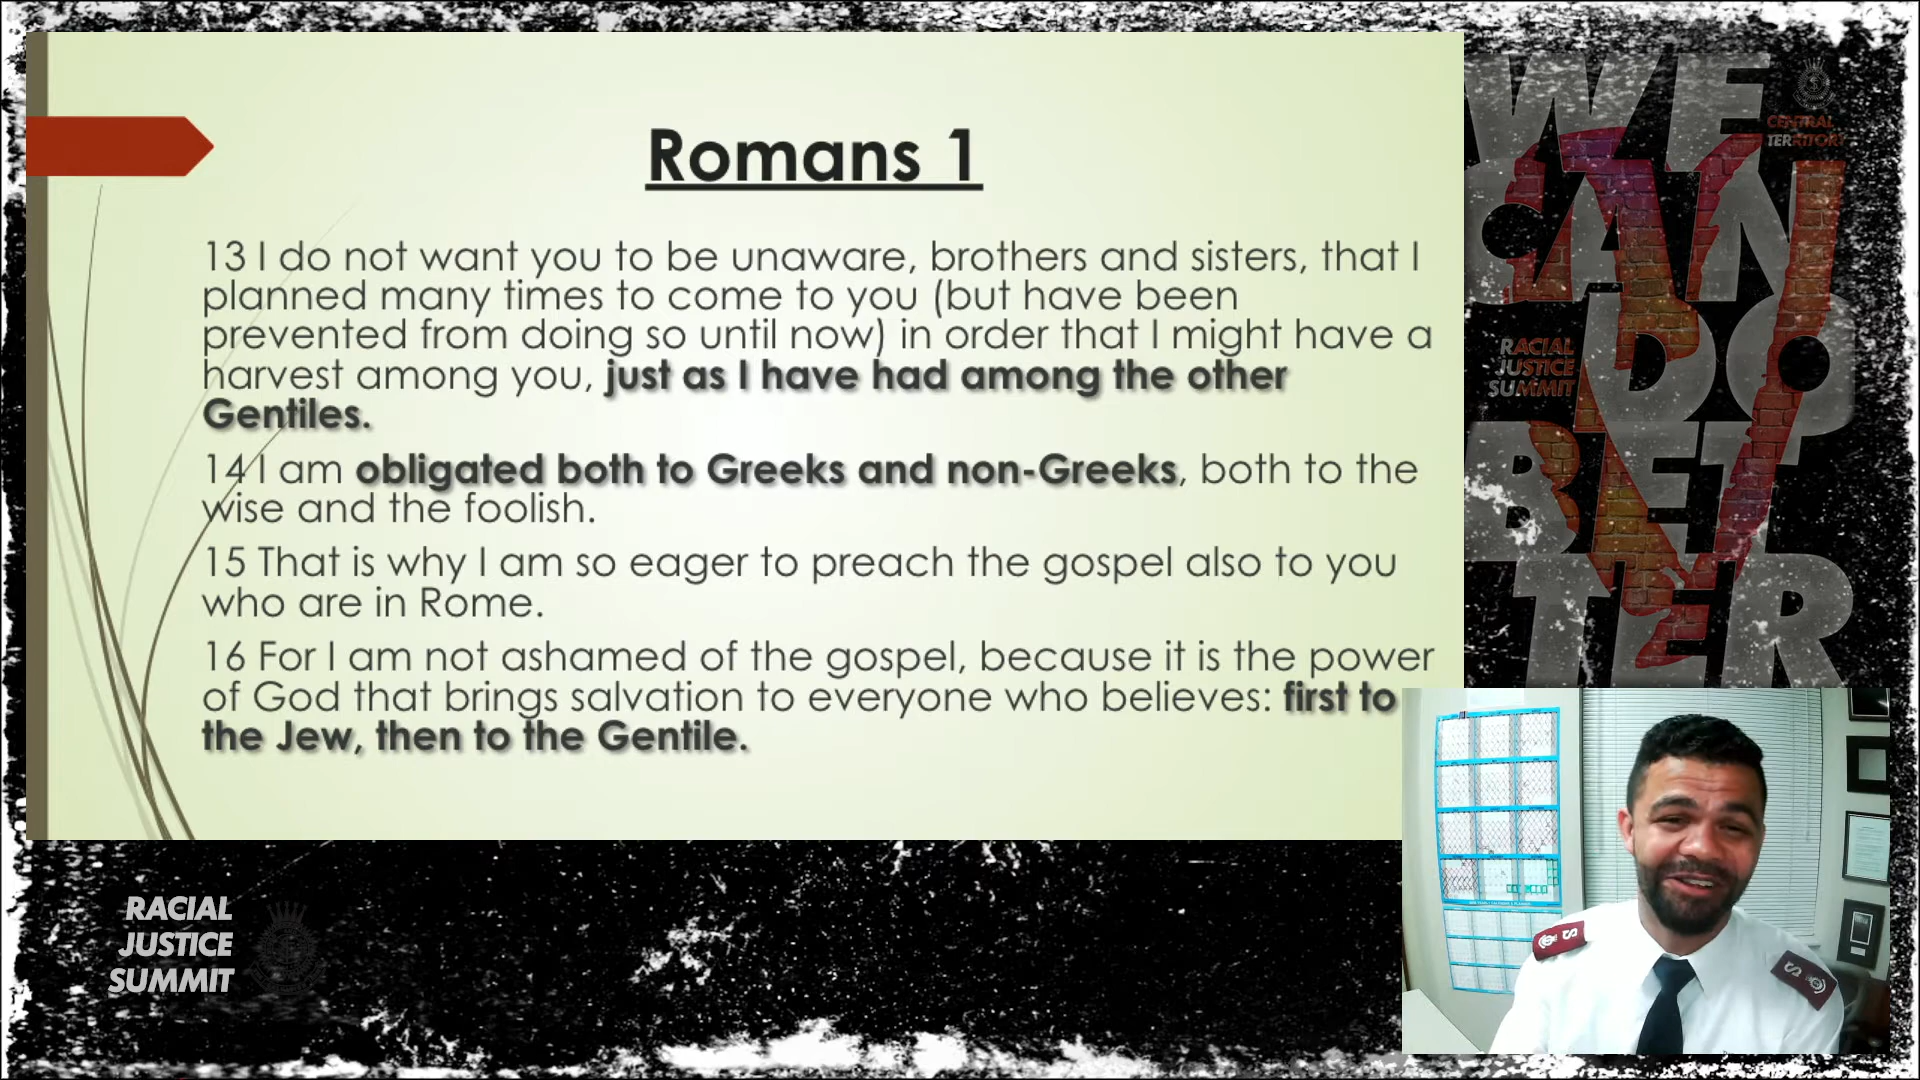 Romans 1
13 I do not want you to be unaware, brothers and sisters, that I
planned many times to come to you (but have been
prevented from doing so until now) in order that I might have a
harvest among you, just as I have had among the other
Gentiles.
14 I am obligated both to Greeks and non-Greeks, both to the
wise and the foolish.
15 That is why I am so eager to preach the gospel also to you
who are in Rome.
16 For I am not ashamed of the gospel, because it is the power
of God that brings salvation to everyone who believes: first to
the Jew, then to the Gentile.
WE
CAN
DO
BET
TER
CENTRAL
TERRITORY
RACIAL
JUSTICE
SUMMIT
RACIAL
JUSTICE
SUMMIT
S
S